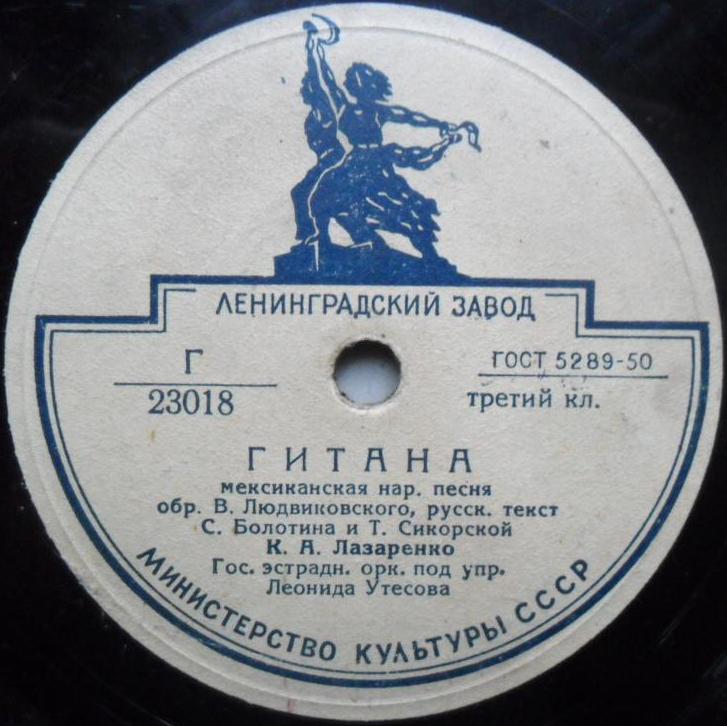 ЛЕНИНГРАДСКИЙ ЗАВОД
Г
23018
ГОСТ 5289-50
третий кл.
ГИТАНА
мексиканская нар. песня
обр. В. Людвиковского, русск. текст
С. Болотина и Т. Сикорской
К. А. Лазаренко
Гос. эстрадн. орк. под упр.
Леонида Утесова
МИНИСТЕРСТВО КУЛЬТУРЫ СССР